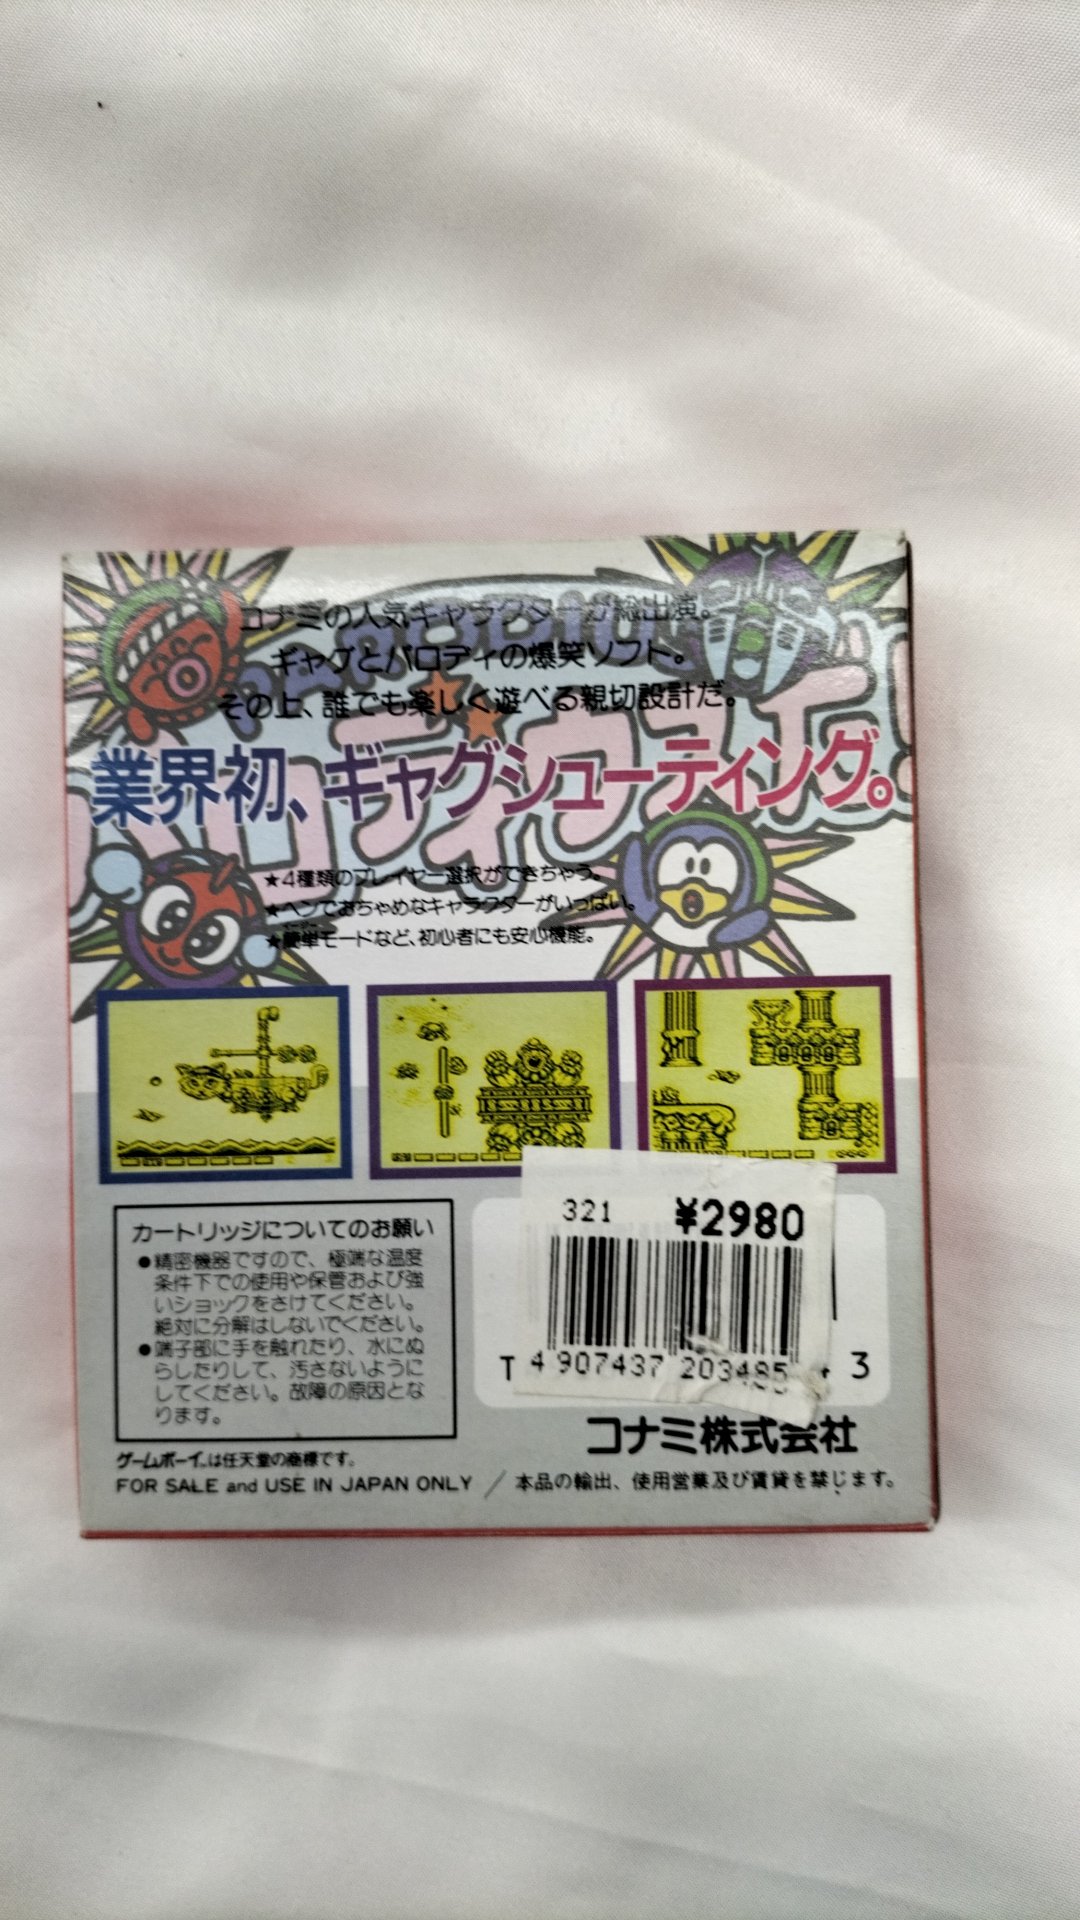 コナミの人気キャラクターが総出演。
ギャグとパロディの爆笑ソフト。
その上、誰でも楽しく遊べる親切設計だ。
業界初、ギャグシューティング。
★4種類のプレイヤー選択ができちゃう。
★ヘンでおちゃめなキャラクターがいっぱい。
★簡単モードなど、初心者にも安心機能。
カートリッジについてのお願い
●精密機器ですので、極端な温度
条件下での使用や保管および強
いショックをさけてください。
絶対に分解はしないでください。
●端子部に手を触れたり、水にぬ
らしたりして、汚さないように
してください。故障の原因とな
ります。
321 ¥2980
T 4 907437 203485 3
コナミ株式会社
ゲームボーイは任天堂の商標です。
FOR SALE and USE IN JAPAN ONLY / 本品の輸出、使用営業及び賃貸を禁じます。